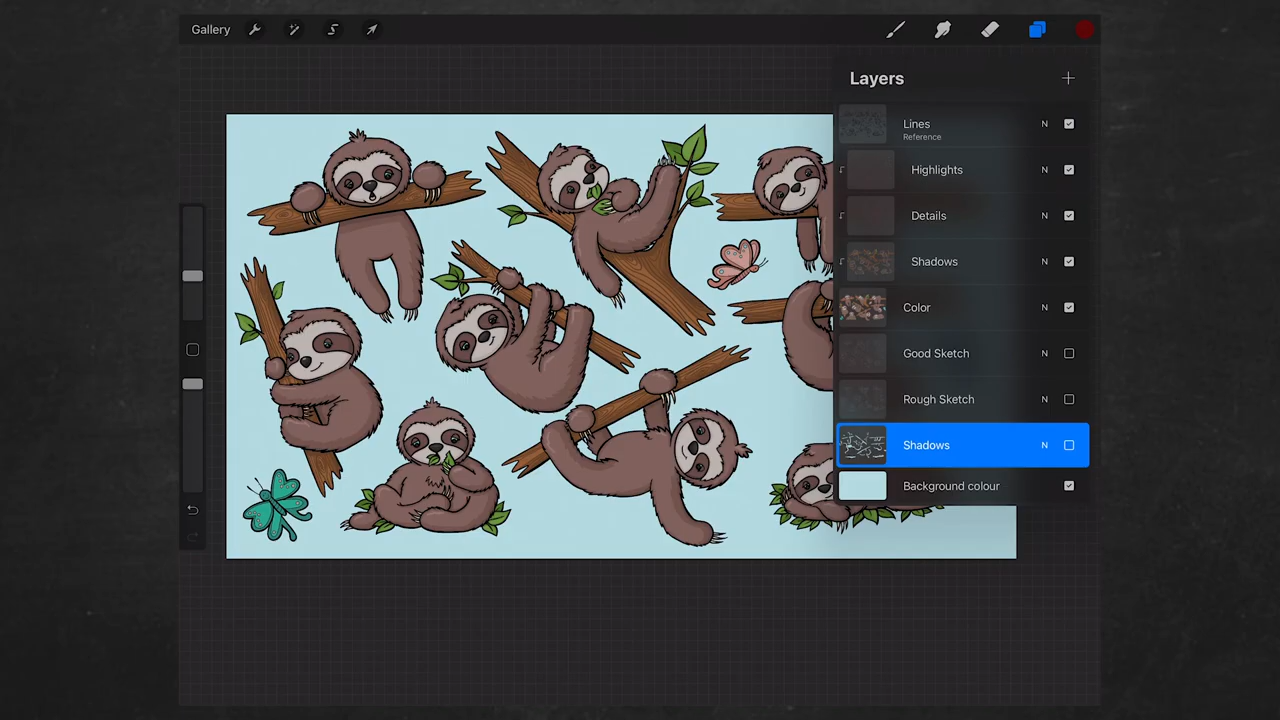 Gallery
Layers
Lines N
Reference
Highlights N
Details N
Shadows N
Color N
Good Sketch N
Rough Sketch N
Shadows N
Background colour